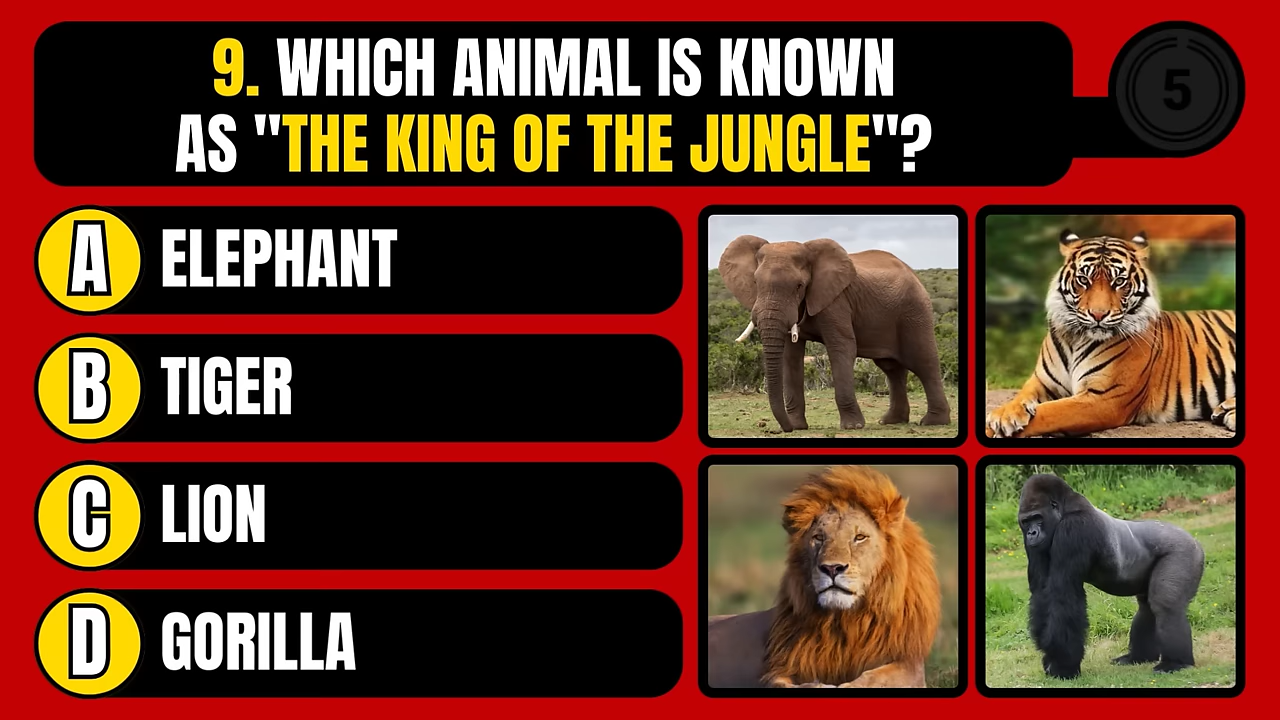 9. WHICH ANIMAL IS KNOWN
AS "THE KING OF THE JUNGLE"?
5
A ELEPHANT
B TIGER
C LION
D GORILLA